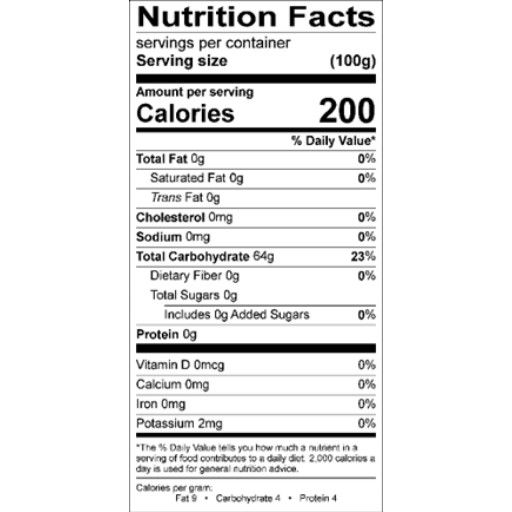 Nutrition Facts
servings per container
Serving size (100g)
Amount per serving
Calories 200
% Daily Value*
Total Fat 0g 0%
Saturated Fat 0g 0%
Trans Fat 0g
Cholesterol 0mg 0%
Sodium 0mg 0%
Total Carbohydrate 64g 23%
Dietary Fiber 0g 0%
Total Sugars 0g
Includes 0g Added Sugars 0%
Protein 0g
Vitamin D 0mcg 0%
Calcium 0mg 0%
Iron 0mg 0%
Potassium 2mg 0%
*The % Daily Value tells you how much a nutrient in a
serving of food contributes to a daily diet. 2,000 calories a
day is used for general nutrition advice.
Calories per gram:
Fat 9 • Carbohydrate 4 • Protein 4